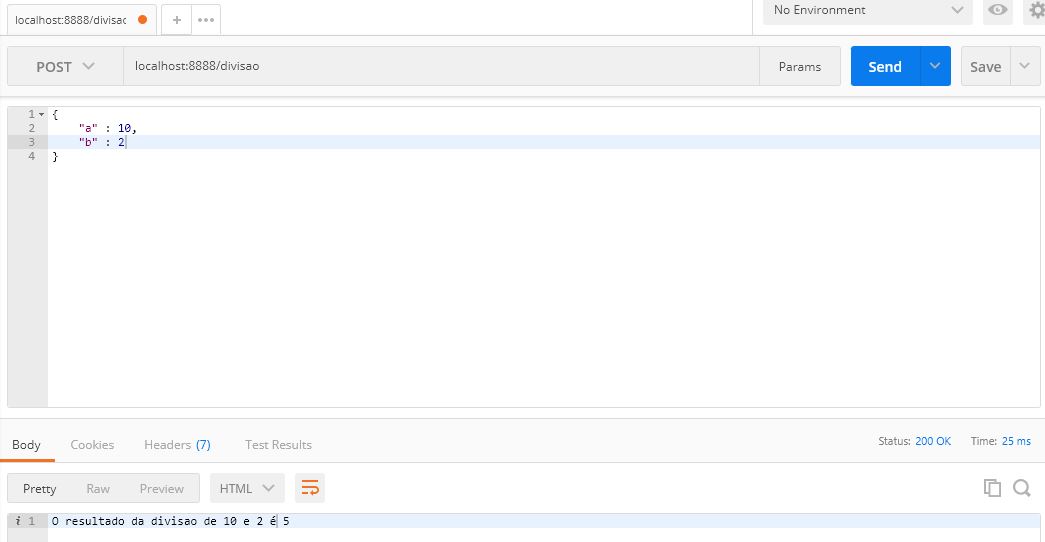 localhost:8888/divisac
+
No Environment
POST
localhost:8888/divisao
Params
Send
Save
1 {
2 "a" : 10,
3 "b" : 2
4 }
Body
Cookies
Headers (7)
Test Results
Status: 200 OK
Time: 25 ms
Pretty
Raw
Preview
HTML
i 1 O resultado da divisao de 10 e 2 é 5